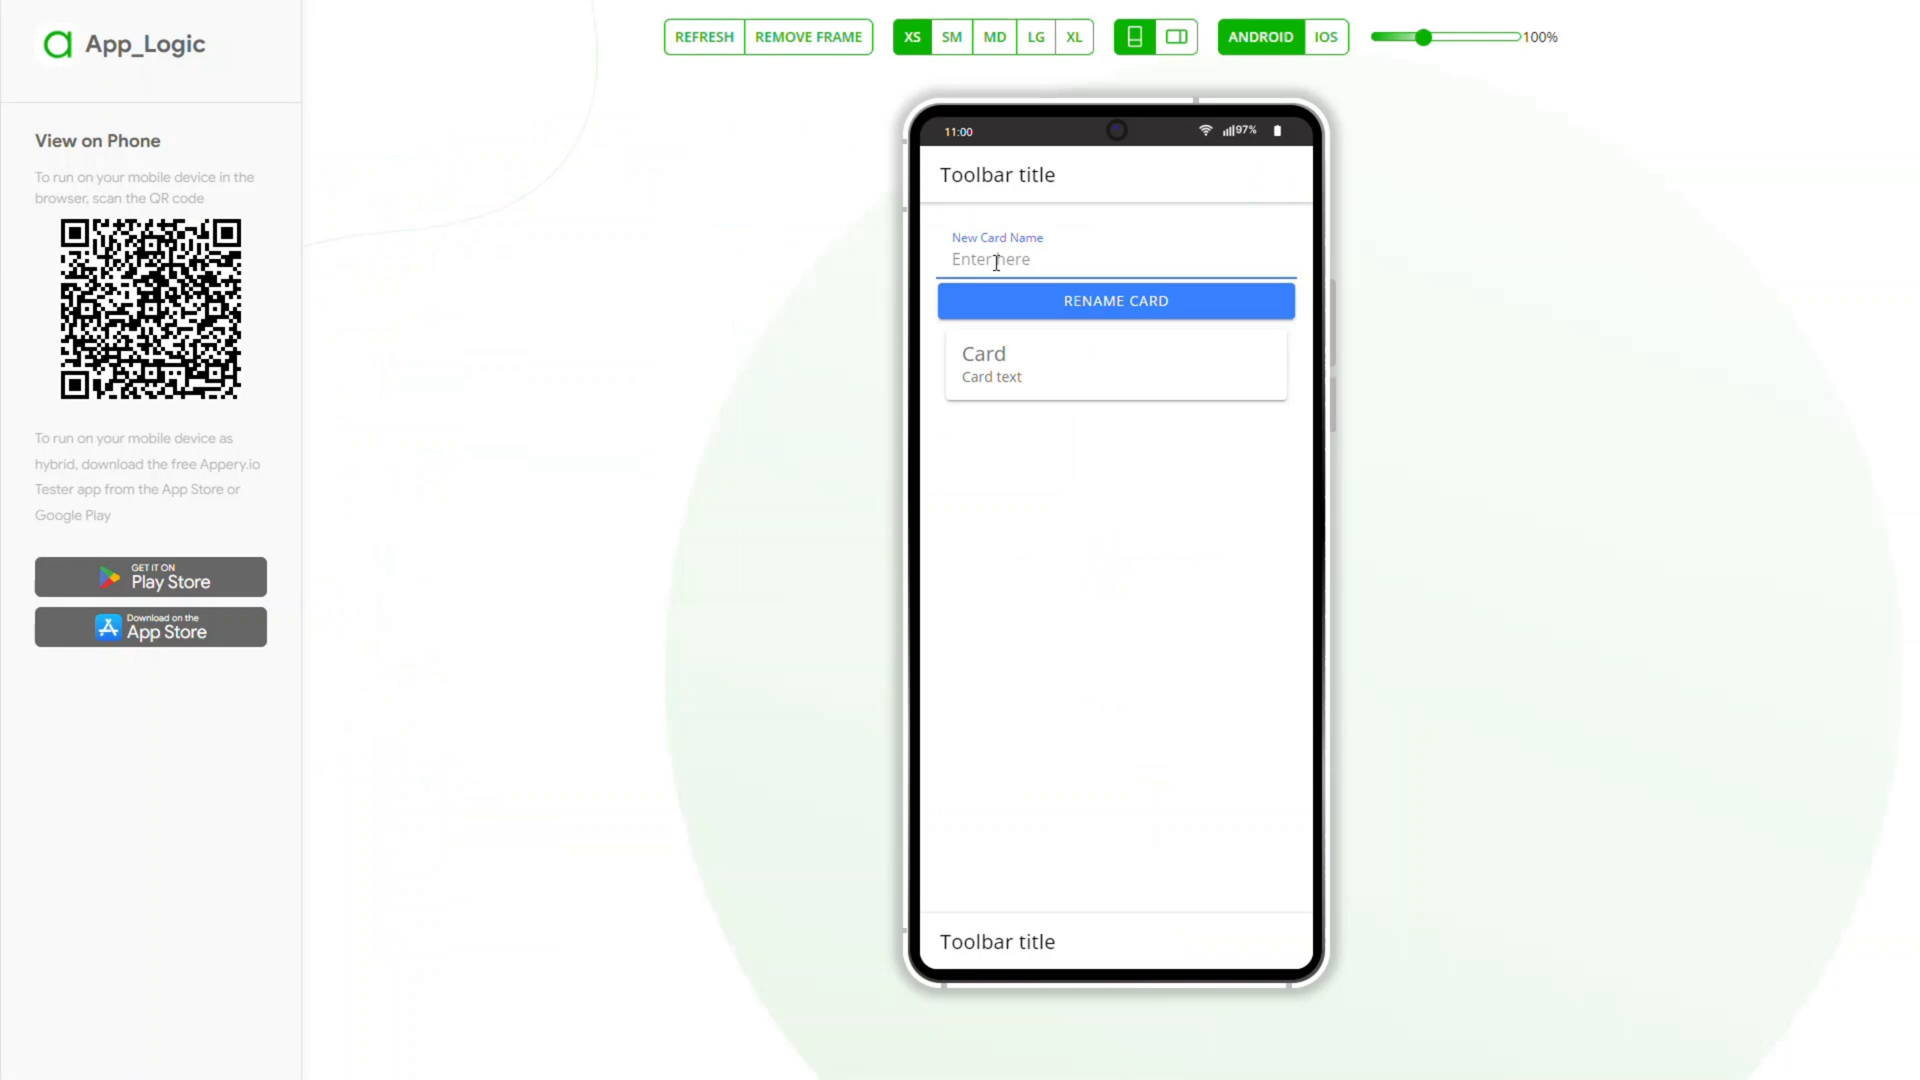 App_Logic
View on Phone
To run on your mobile device in the
browser, scan the QR code
To run on your mobile device as
hybrid, download the free Appery.io
Tester app from the App Store or
Google Play
GET IT ON
Play Store
Download on the
App Store
REFRESH REMOVE FRAME XS SM MD LG XL ANDROID IOS 100%
11:00 97%
Toolbar title
New Card Name
Enter here
RENAME CARD
Card
Card text
Toolbar title